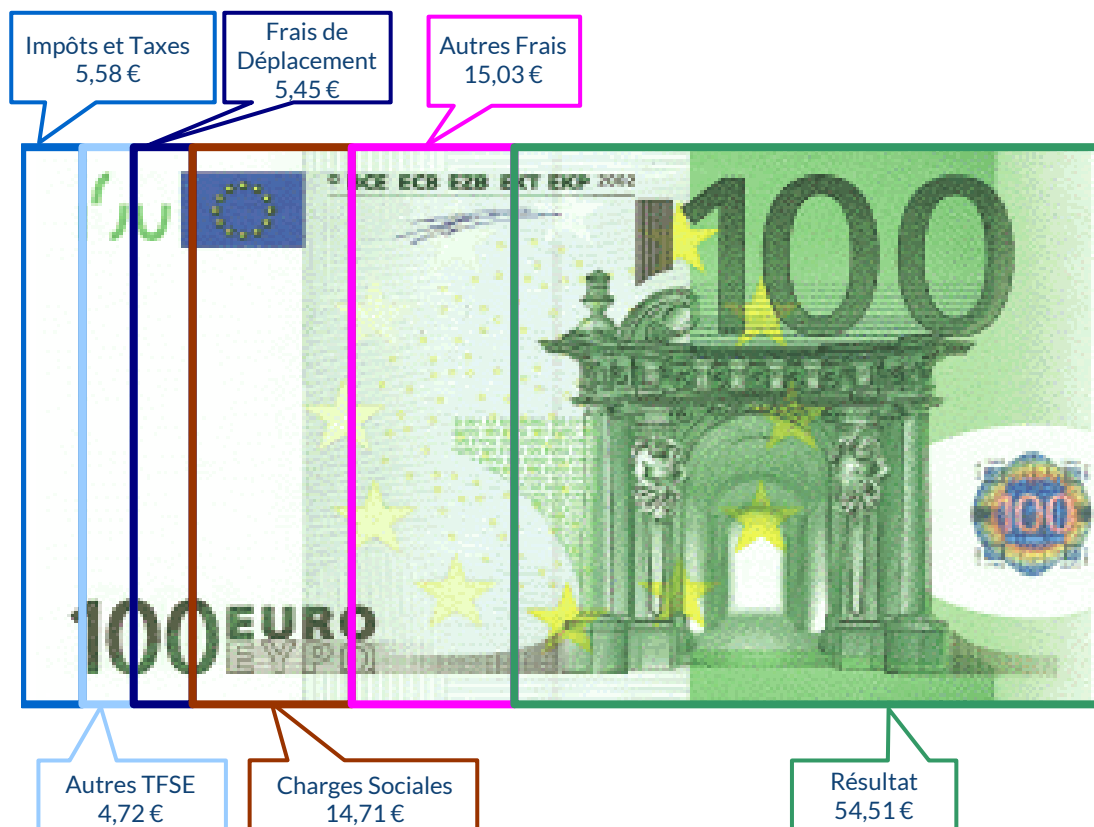 Impôts et Taxes
5,58 €
Frais de
Déplacement
5,45 €
Autres Frais
15,03 €
© BCE ECB EZB EKT EKP 2002
100
100
100 EURO
ΕΥΡΩ
Autres TFSE
4,72 €
Charges Sociales
14,71 €
Résultat
54,51 €